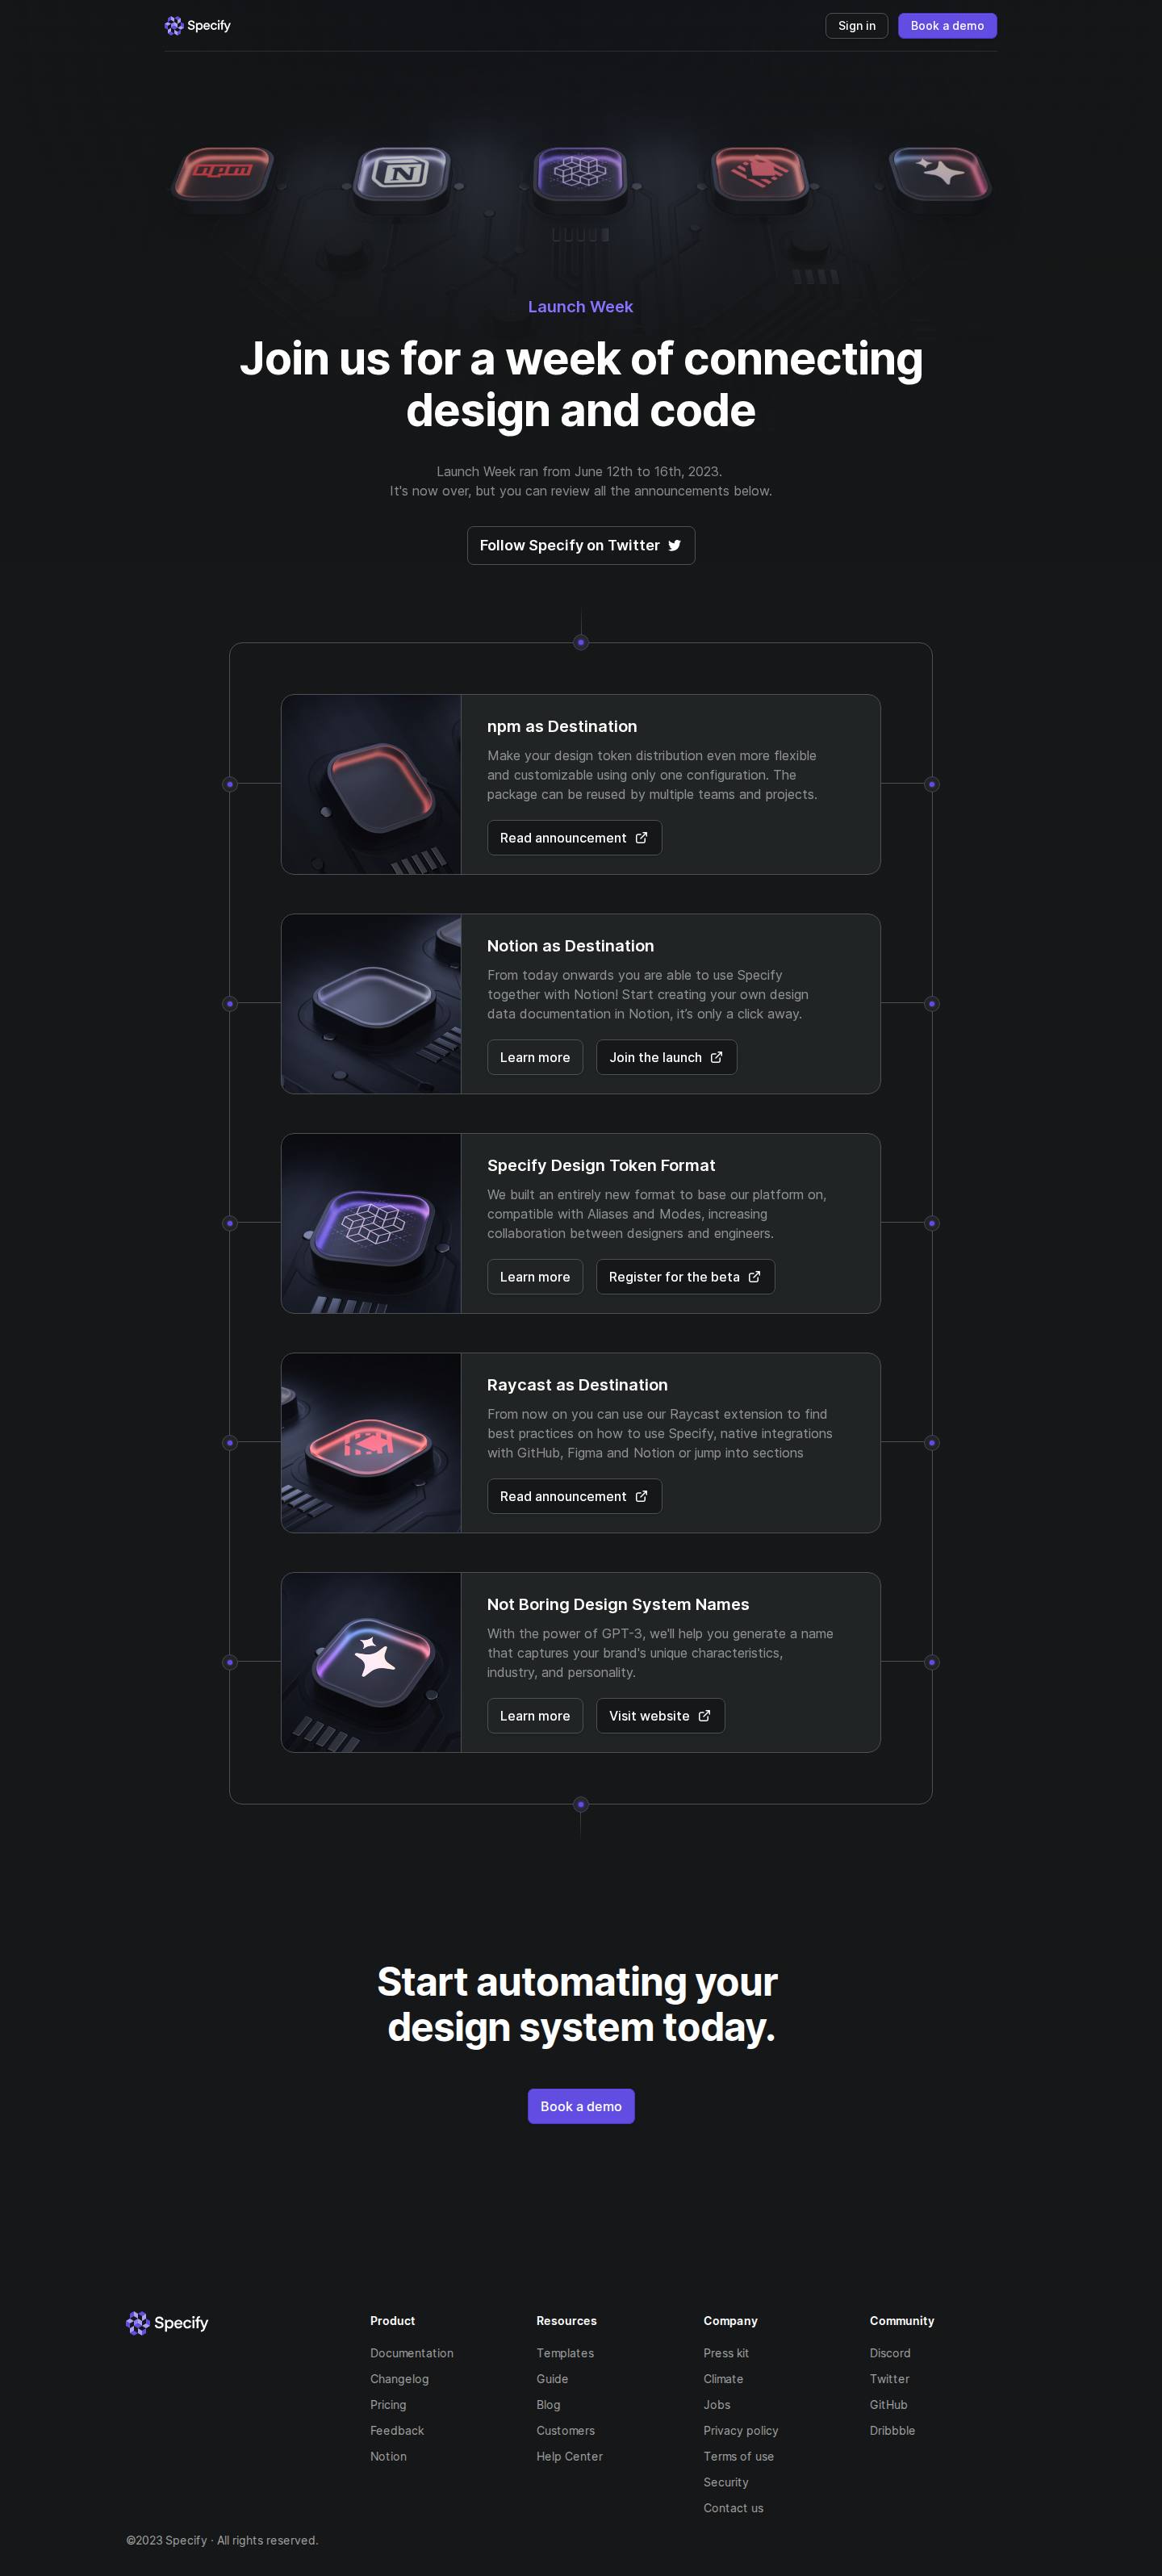 Specify
Sign in
Book a demo
npm
N
Launch Week
Join us for a week of connecting
design and code
Launch Week ran from June 12th to 16th, 2023.
It's now over, but you can review all the announcements below.
Follow Specify on Twitter
npm as Destination
Make your design token distribution even more flexible
and customizable using only one configuration. The
package can be reused by multiple teams and projects.
Read announcement
Notion as Destination
From today onwards you are able to use Specify
together with Notion! Start creating your own design
data documentation in Notion, it’s only a click away.
Learn more
Join the launch
Specify Design Token Format
We built an entirely new format to base our platform on,
compatible with Aliases and Modes, increasing
collaboration between designers and engineers.
Learn more
Register for the beta
Raycast as Destination
From now on you can use our Raycast extension to find
best practices on how to use Specify, native integrations
with GitHub, Figma and Notion or jump into sections
Read announcement
Not Boring Design System Names
With the power of GPT-3, we'll help you generate a name
that captures your brand's unique characteristics,
industry, and personality.
Learn more
Visit website
Start automating your
design system today.
Book a demo
Specify
Product
Documentation
Changelog
Pricing
Feedback
Notion
Resources
Templates
Guide
Blog
Customers
Help Center
Company
Press kit
Climate
Jobs
Privacy policy
Terms of use
Security
Contact us
Community
Discord
Twitter
GitHub
Dribbble
©2023 Specify · All rights reserved.